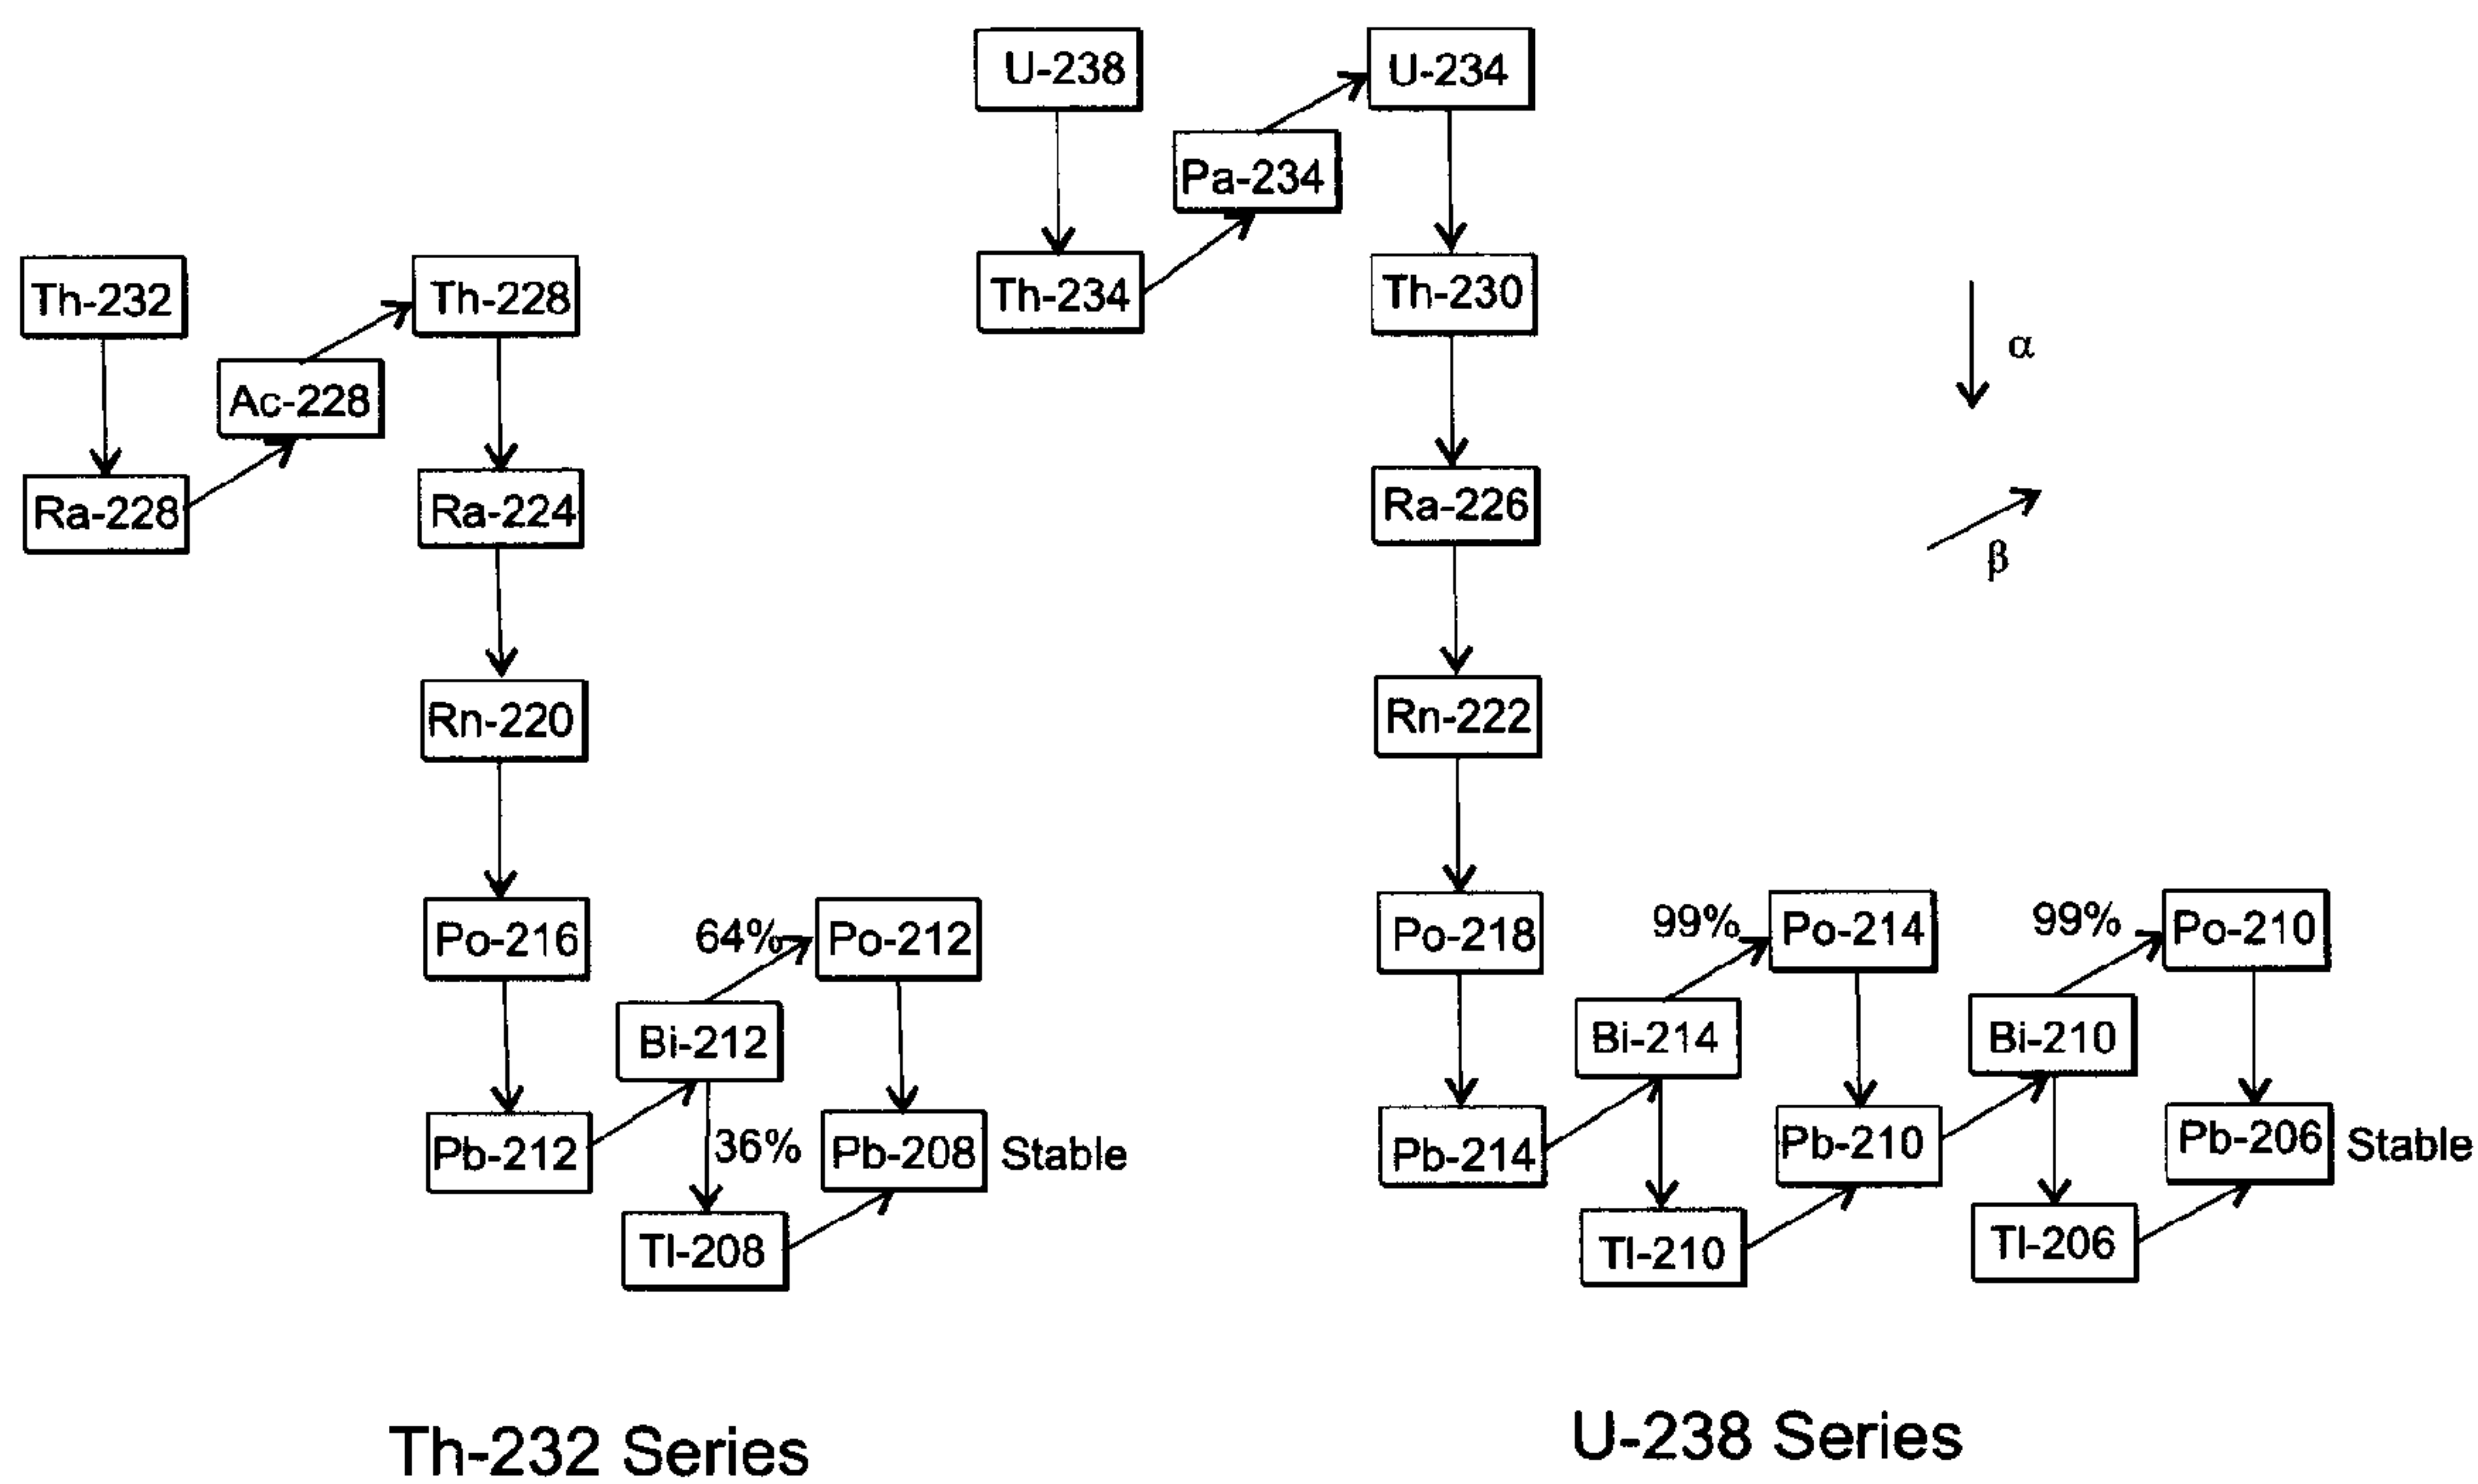 U-238
U-234
Pa-234
Th-232
Th-228
Th-234
Th-230
α
Ac-228
Ra-228
Ra-224
Ra-226
β
Rn-220
Rn-222
Po-216
64%
Po-212
Po-218
99%
Po-214
99%
Po-210
Bi-212
Bi-214
Bi-210
Pb-212
36%
Pb-208 Stable
Pb-214
Pb-210
Pb-206 Stable
Tl-208
Tl-210
Tl-206
Th-232 Series
U-238 Series